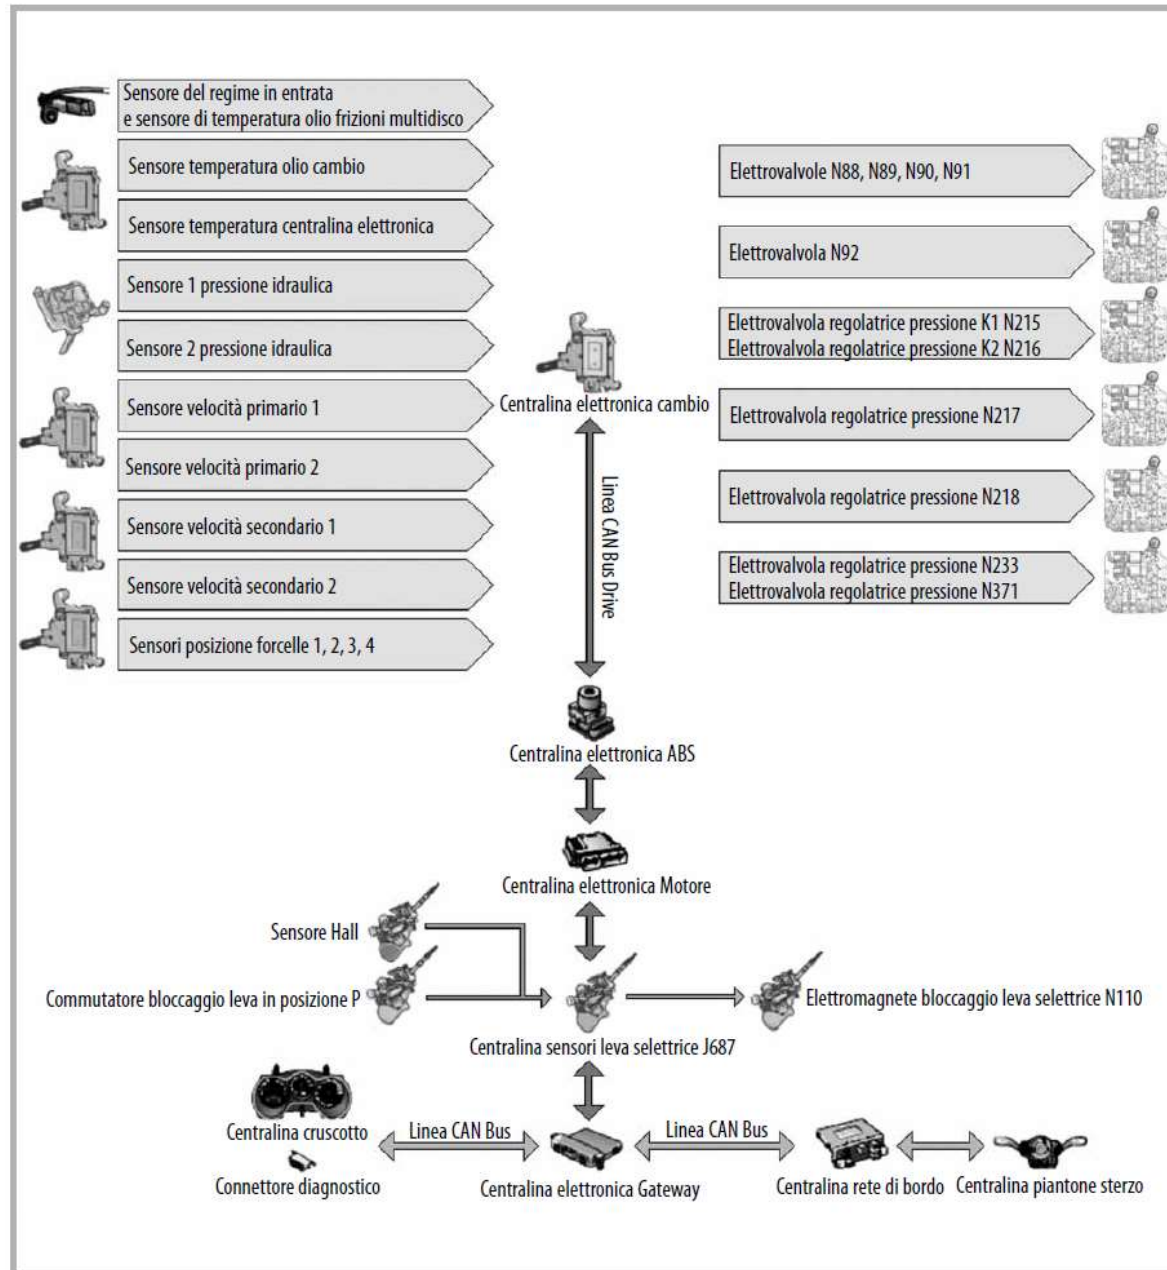 Sensore del regime in entrata
e sensore di temperatura olio frizioni multidisco
Sensore temperatura olio cambio
Sensore temperatura centralina elettronica
Sensore 1 pressione idraulica
Sensore 2 pressione idraulica
Sensore velocità primario 1
Sensore velocità primario 2
Sensore velocità secondario 1
Sensore velocità secondario 2
Sensori posizione forcelle 1, 2, 3, 4
Centralina elettronica cambio
Elettrovalvole N88, N89, N90, N91
Elettrovalvola N92
Elettrovalvola regolatrice pressione K1 N215
Elettrovalvola regolatrice pressione K2 N216
Elettrovalvola regolatrice pressione N217
Elettrovalvola regolatrice pressione N218
Elettrovalvola regolatrice pressione N233
Elettrovalvola regolatrice pressione N371
Linea CAN Bus Drive
Centralina elettronica ABS
Centralina elettronica Motore
Sensore Hall
Commutatore bloccaggio leva in posizione P
Elettromagnete bloccaggio leva selettrice N110
Centralina sensori leva selettrice J687
Centralina cruscotto
Linea CAN Bus
Linea CAN Bus
Connettore diagnostico
Centralina elettronica Gateway
Centralina rete di bordo
Centralina piantone sterzo